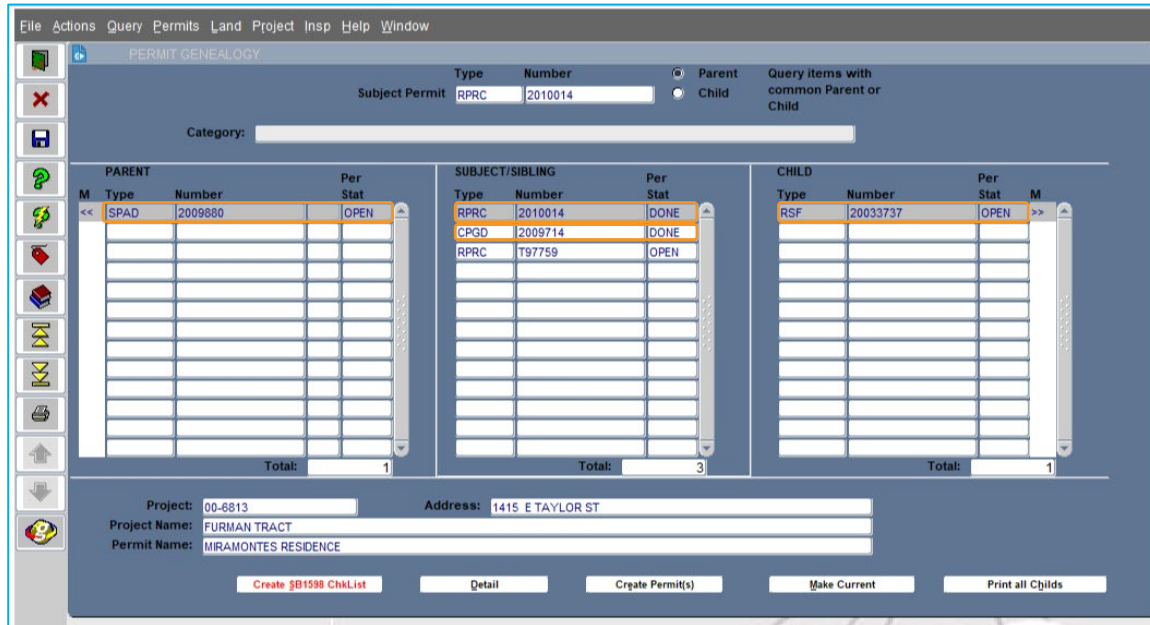 File Actions Query Permits Land Project Insp Help Window
PERMIT GENEALOGY
Type Number Parent Query items with
Subject Permit RPRC 2010014 Child common Parent or
Child
Category:
PARENT SUBJECT/SIBLING CHILD
Per Per Per
M Type Number Stat Type Number Stat Type Number Stat M
<< SPAD 2009880 OPEN RPRC 2010014 DONE RSF 20033737 OPEN >>
CPGD 2009714 DONE
RPRC T97759 OPEN
Total: 1 Total: 3 Total: 1
Project: 00-6813 Address: 1415 E TAYLOR ST
Project Name: FURMAN TRACT
Permit Name: MIRAMONTES RESIDENCE
Create SB1598 ChkList Detail Create Permit(s) Make Current Print all Childs